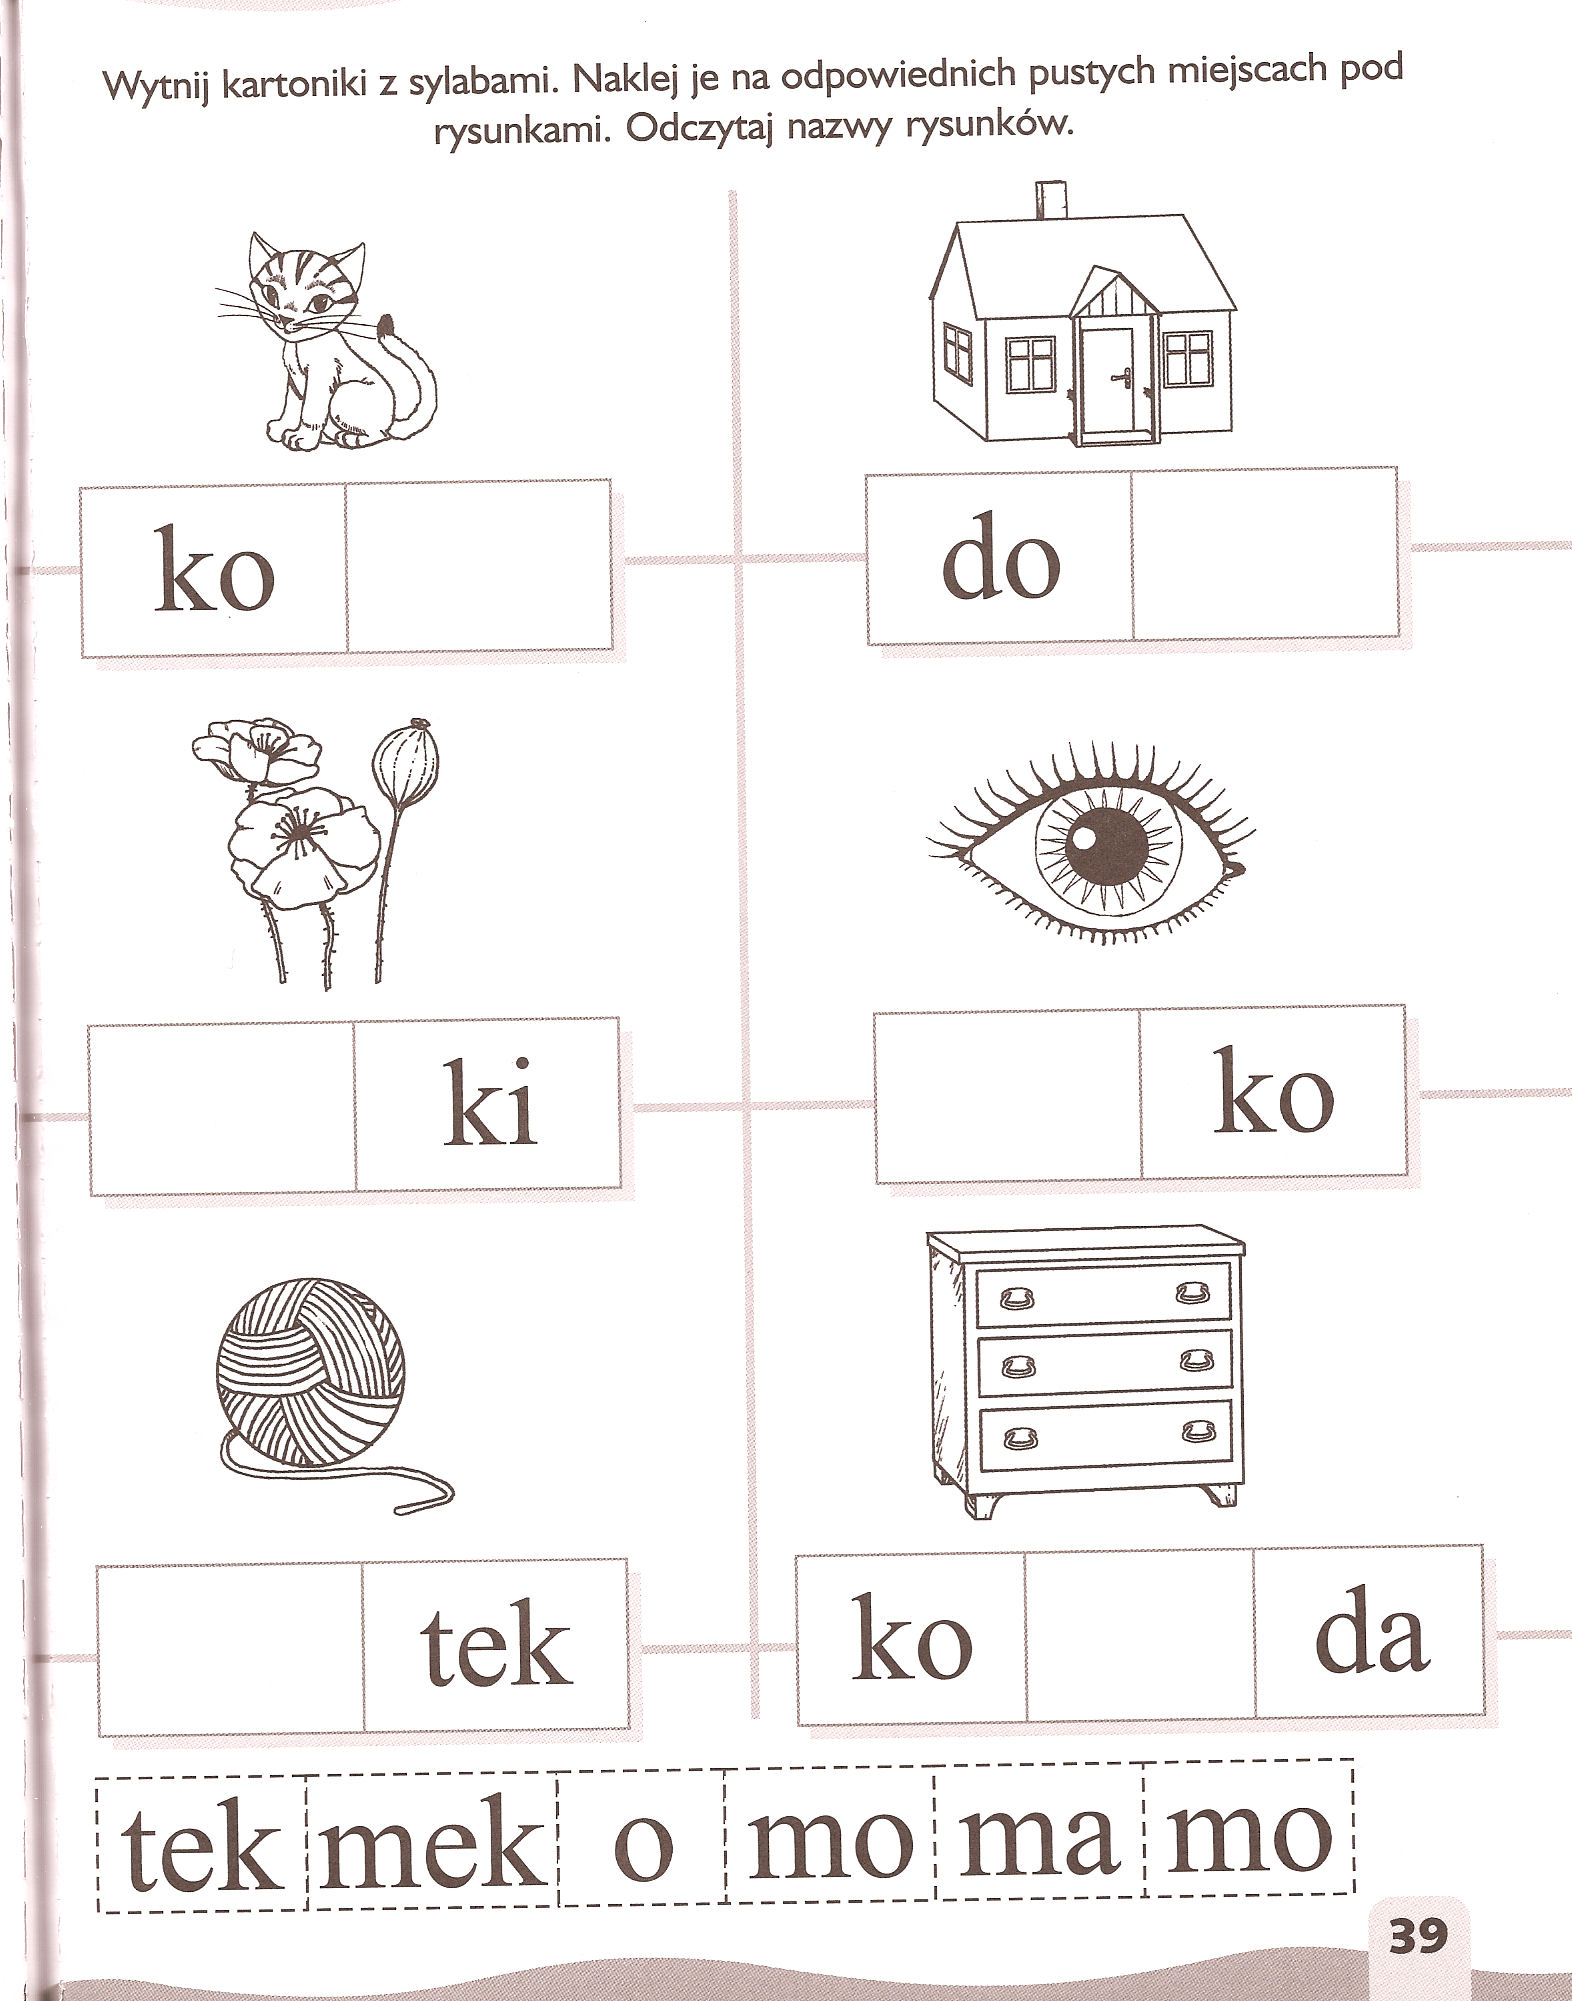 Wytnij kartoniki z sylabami. Naklej je na odpowiednich pustych miejscach pod
rysunkami. Odczytaj nazwy rysunków.
ko
do
ki
ko
tek
ko da
tek mek o mo ma mo
39